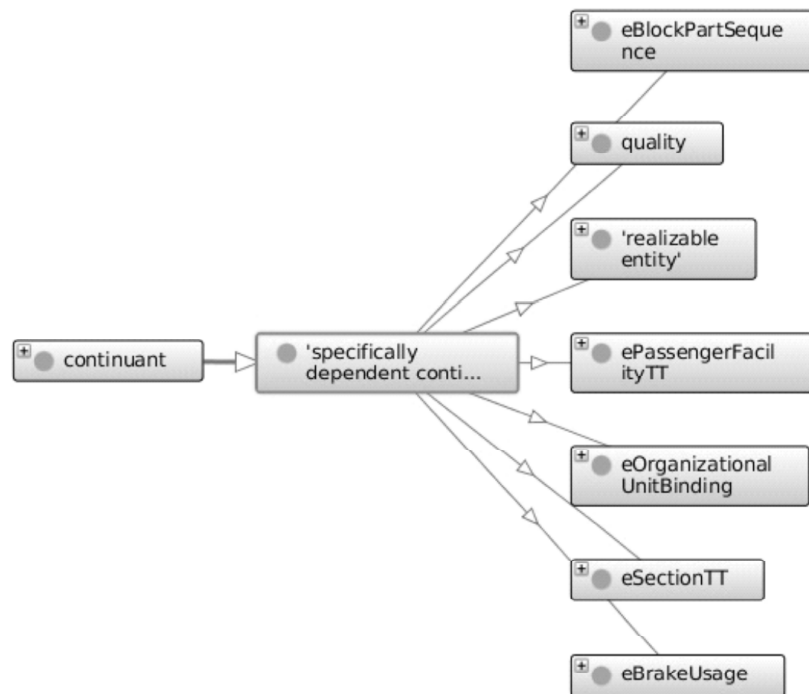 eBlockPartSeque
nce
quality
'realizable
entity'
continuant
'specifically
dependent conti...
ePassengerFacil
ityTT
eOrganizational
UnitBinding
eSectionTT
eBrakeUsage